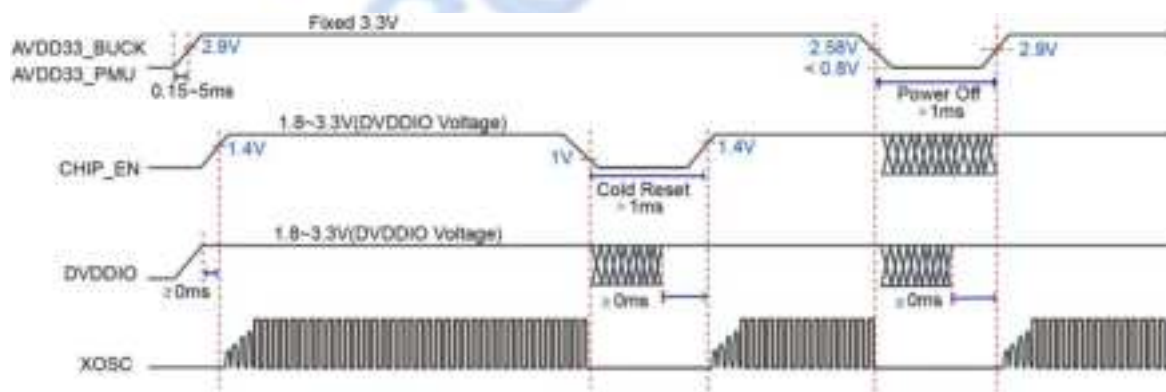 Fixed 3.3V
AVDD33_BUCK
AVDD33_PMU
2.9V
0.15~5ms
2.58V
< 0.8V
2.9V
Power Off
1ms
1.8~3.3V(DVDDIO Voltage)
CHIP_EN
1.4V
1V
1.4V
Cold Reset
1ms
1.8~3.3V(DVDDIO Voltage)
DVDDIO
≥0ms
≥0ms
≥0ms
XOSC